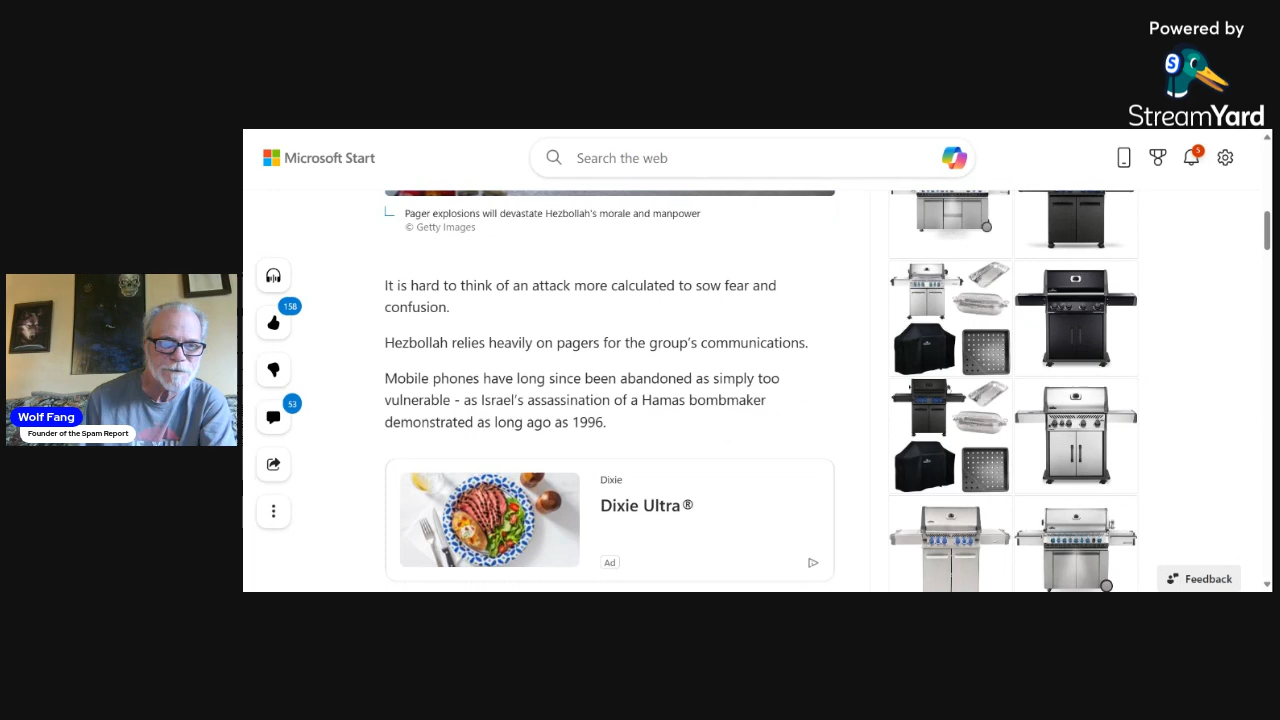 Powered by
StreamYard
Microsoft Start
Search the web
5
Pager explosions will devastate Hezbollah's morale and manpower
© Getty Images
It is hard to think of an attack more calculated to sow fear and
confusion.
Hezbollah relies heavily on pagers for the group's communications.
Mobile phones have long since been abandoned as simply too
vulnerable - as Israel's assassination of a Hamas bombmaker
demonstrated as long ago as 1996.
158
53
Dixie
Dixie Ultra®
Ad
Feedback
Wolf Fang
Founder of the Spam Report